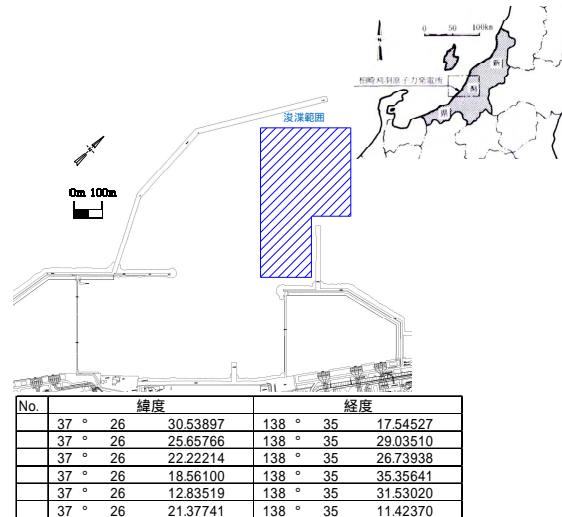 0 50 100km
新
柏崎刈羽原子力発電所
潟
県
浚渫範囲
0m 100m
No. 緯度 経度
37 ° 26 30.53897 138 ° 35 17.54527
37 ° 26 25.65766 138 ° 35 29.03510
37 ° 26 22.22214 138 ° 35 26.73938
37 ° 26 18.56100 138 ° 35 35.35641
37 ° 26 12.83519 138 ° 35 31.53020
37 ° 26 21.37741 138 ° 35 11.42370